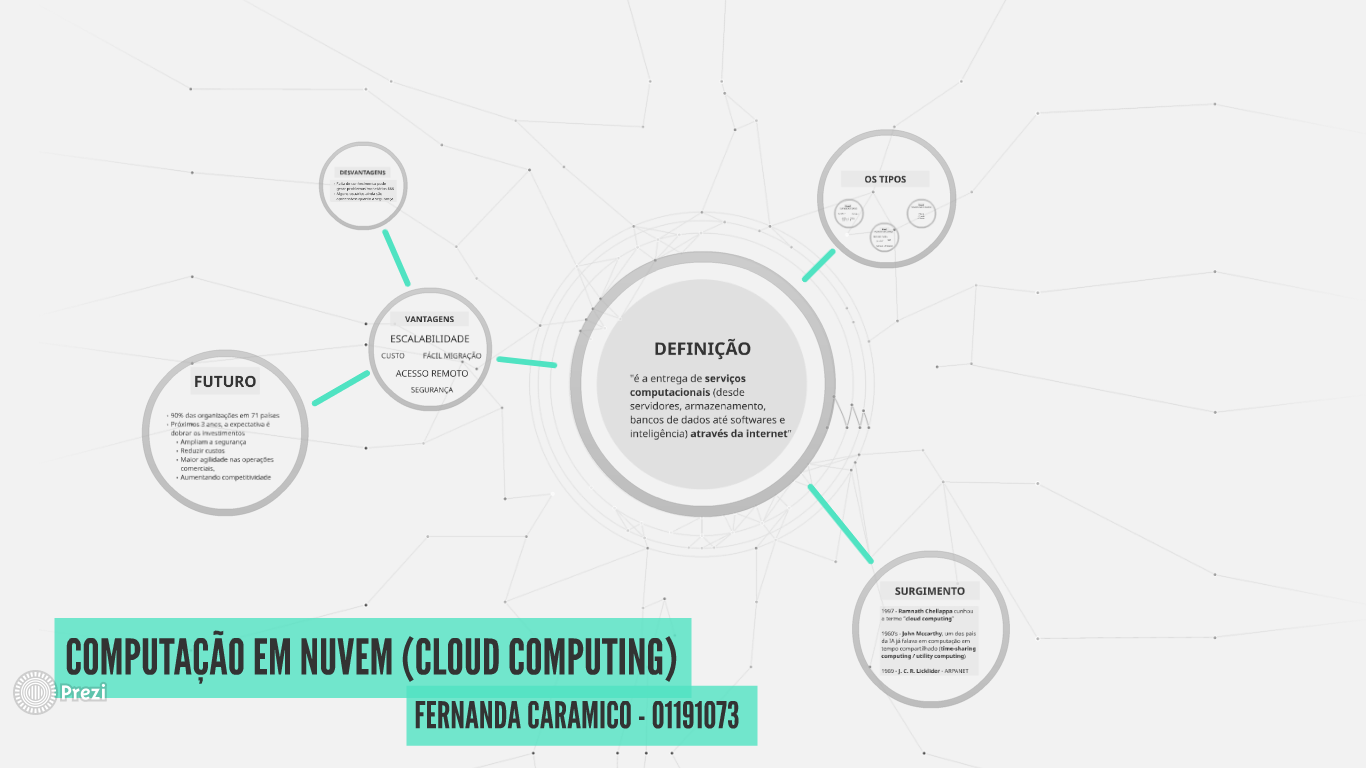 DESVANTAGENS
OS TIPOS
VANTAGENS
ESCALABILIDADE
CUSTO FÁCIL MIGRAÇÃO
ACESSO REMOTO
SEGURANÇA
FUTURO
• 90% das organizações em 71 países
• Próximos 3 anos, a expectativa é
dobrar os investimentos
• Ampliam a segurança
• Reduzir custos
• Maior agilidade nas operações
comerciais,
• Aumentando competitividade
DEFINIÇÃO
"é a entrega de serviços
computacionais (desde
servidores, armazenamento,
bancos de dados até softwares e
inteligência) através da internet"
SURGIMENTO
1997 - Ramnath Chellappa cunhou
o termo "cloud computing"
1960's - John Mccarthy, um dos pais
da IA já falava em computação em
tempo compartilhado (time-sharing
computing / utility computing)
1969 - J. C. R. Licklider - ARPANET
COMPUTAÇÃO EM NUVEM (CLOUD COMPUTING)
Prezi
FERNANDA CARAMICO - 01191073